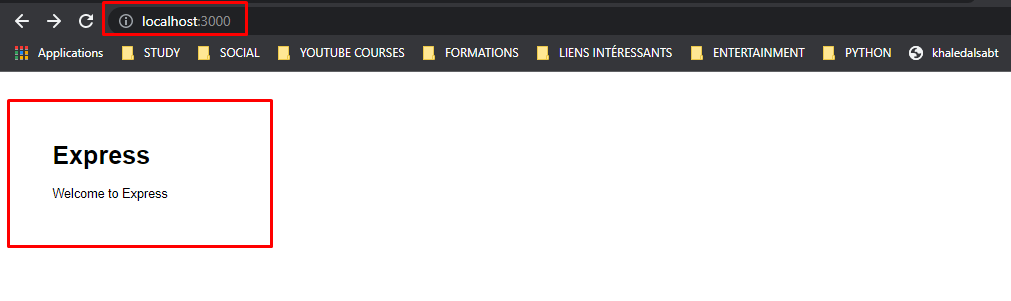 localhost:3000
Applications STUDY SOCIAL YOUTUBE COURSES FORMATIONS LIENS INTÉRESSANTS ENTERTAINMENT PYTHON khaledalsabt
Express
Welcome to Express